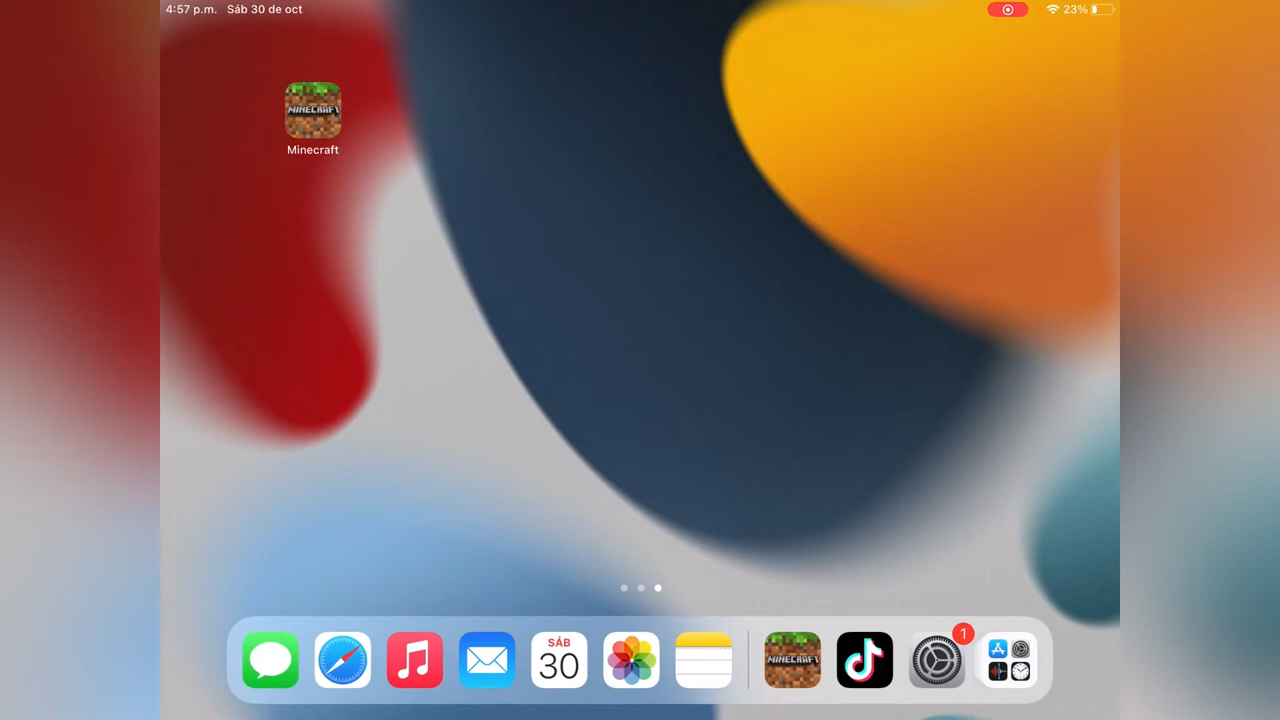 4:57 p.m. Sáb 30 de oct
23%
MINECRAFT
Minecraft
SÁB
30
MINECRAFT
1